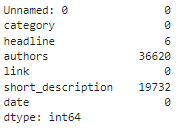 Unnamed: 0 0
category 0
headline 6
authors 36620
link 0
short_description 19732
date 0
dtype: int64